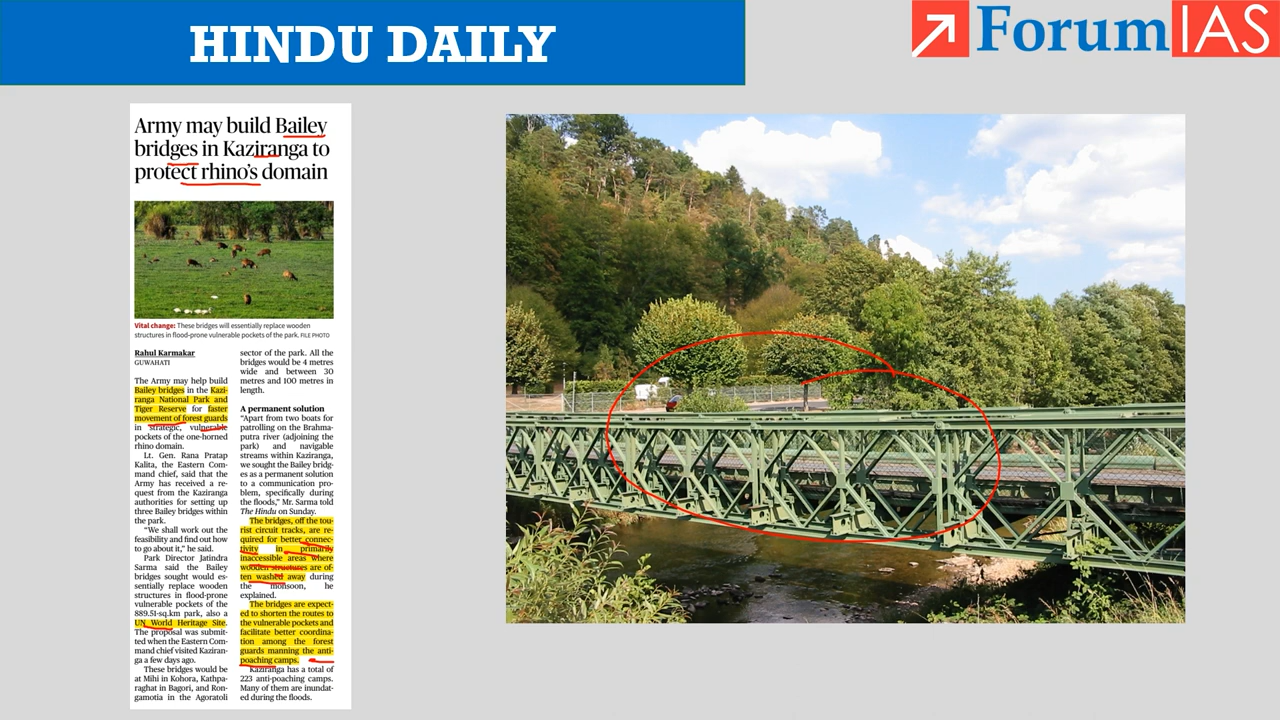 HINDU DAILY
Forum IAS
Army may build Bailey
bridges in Kaziranga to
protect rhino's domain
Vital change: These bridges will essentially replace wooden
structures in flood-prone vulnerable pockets of the park. FILE PHOTO
Rahul Karmakar
GUWAHATI
The Army may help build
Bailey bridges in the Kazi-
ranga National Park and
Tiger Reserve for faster
movement of forest guards
in strategic, vulnerable
pockets of the one-horned
rhino domain.
Lt. Gen. Rana Pratap
Kalita, the Eastern Com-
mand chief, said that the
Army has received a re-
quest from the Kaziranga
authorities for setting up
three Bailey bridges within
the park.
"We shall work out the
feasibility and find out how
to go about it," he said.
Park Director Jatindra
Sarma said the Bailey
bridges sought would es-
sentially replace wooden
structures in flood-prone
vulnerable pockets of the
889.51-sq.km park, also a
UN World Heritage Site.
The proposal was submit-
ted when the Eastern Com-
mand chief visited Kaziran-
ga a few days ago.
These bridges would be
at Mihi in Kohora, Kathpa-
raghat in Bagori, and Ron-
gamotia in the Agoratoli
sector of the park. All the
bridges would be 4 metres
wide and between 30
metres and 100 metres in
length.
A permanent solution
"Apart from two boats for
patrolling on the Brahma-
putra river (adjoining the
park) and navigable
streams within Kaziranga,
we sought the Bailey bridg-
es as a permanent solution
to a communication pro-
blem, specifically during
the floods," Mr. Sarma told
The Hindu on Sunday.
The bridges, off the tou-
rist circuit tracks, are re-
quired for better connec-
tivity in primarily
inaccessible areas where
wooden structures are of-
ten washed away during
the monsoon, he
explained.
The bridges are expect-
ed to shorten the routes to
the vulnerable pockets and
facilitate better coordina-
tion among the forest
guards manning the anti-
poaching camps.
Kaziranga has a total of
223 anti-poaching camps.
Many of them are inundat-
ed during the floods.